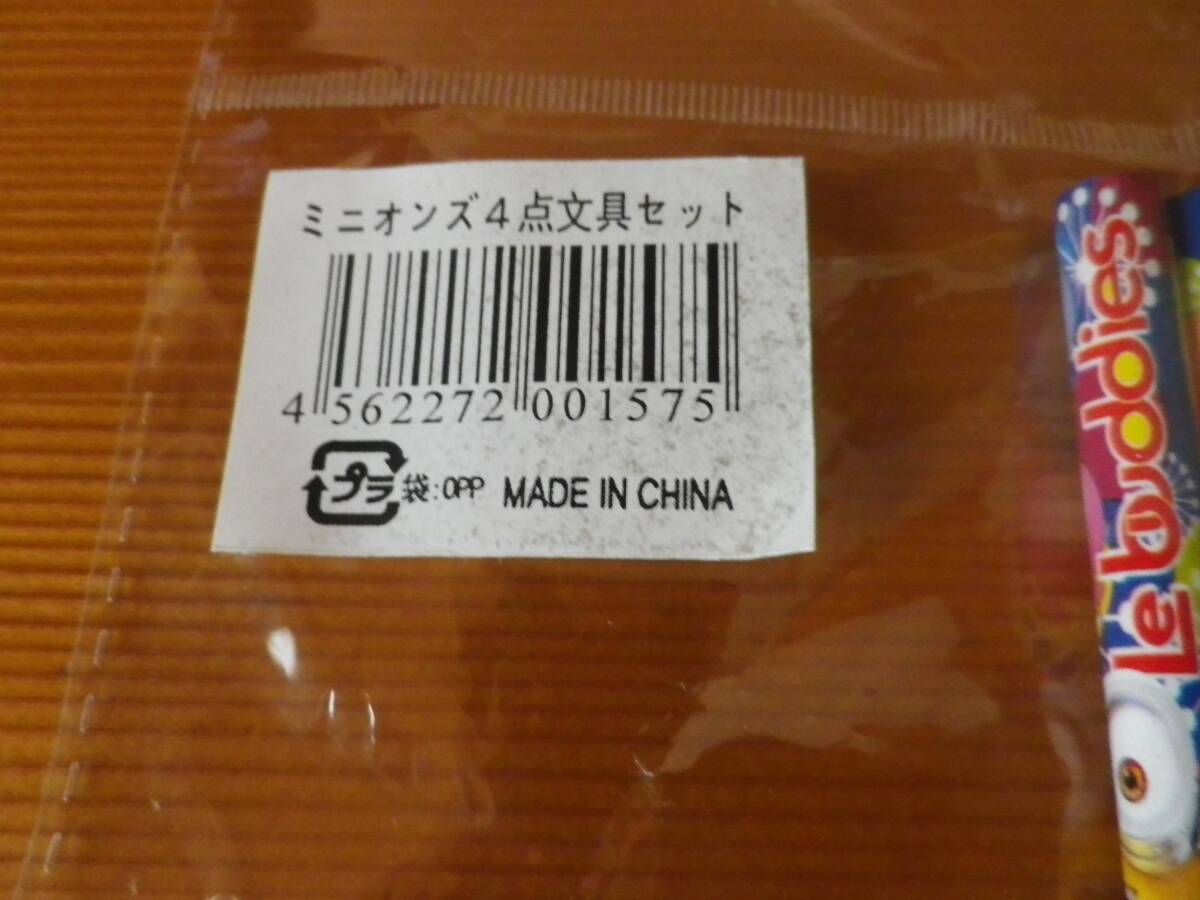 ミニオンズ4点文具セット
4 562272 001575
プラ 袋:OPP MADE IN CHINA
Le buddies